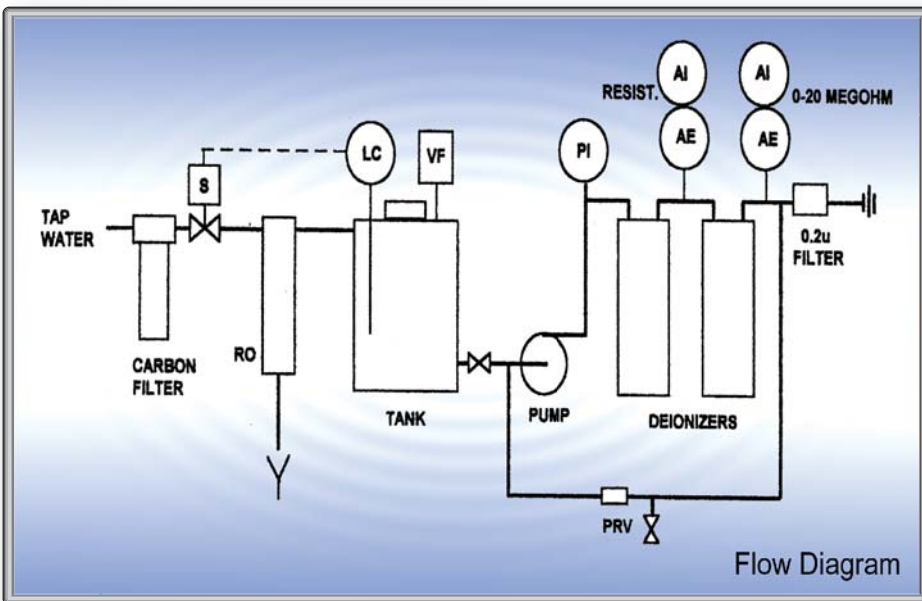 AI
AI
RESIST.
0-20 MEGOHM
AE
AE
LC
VF
PI
S
TAP
WATER
0.2u
FILTER
RO
CARBON
FILTER
TANK
PUMP
DEIONIZERS
PRV
Flow Diagram